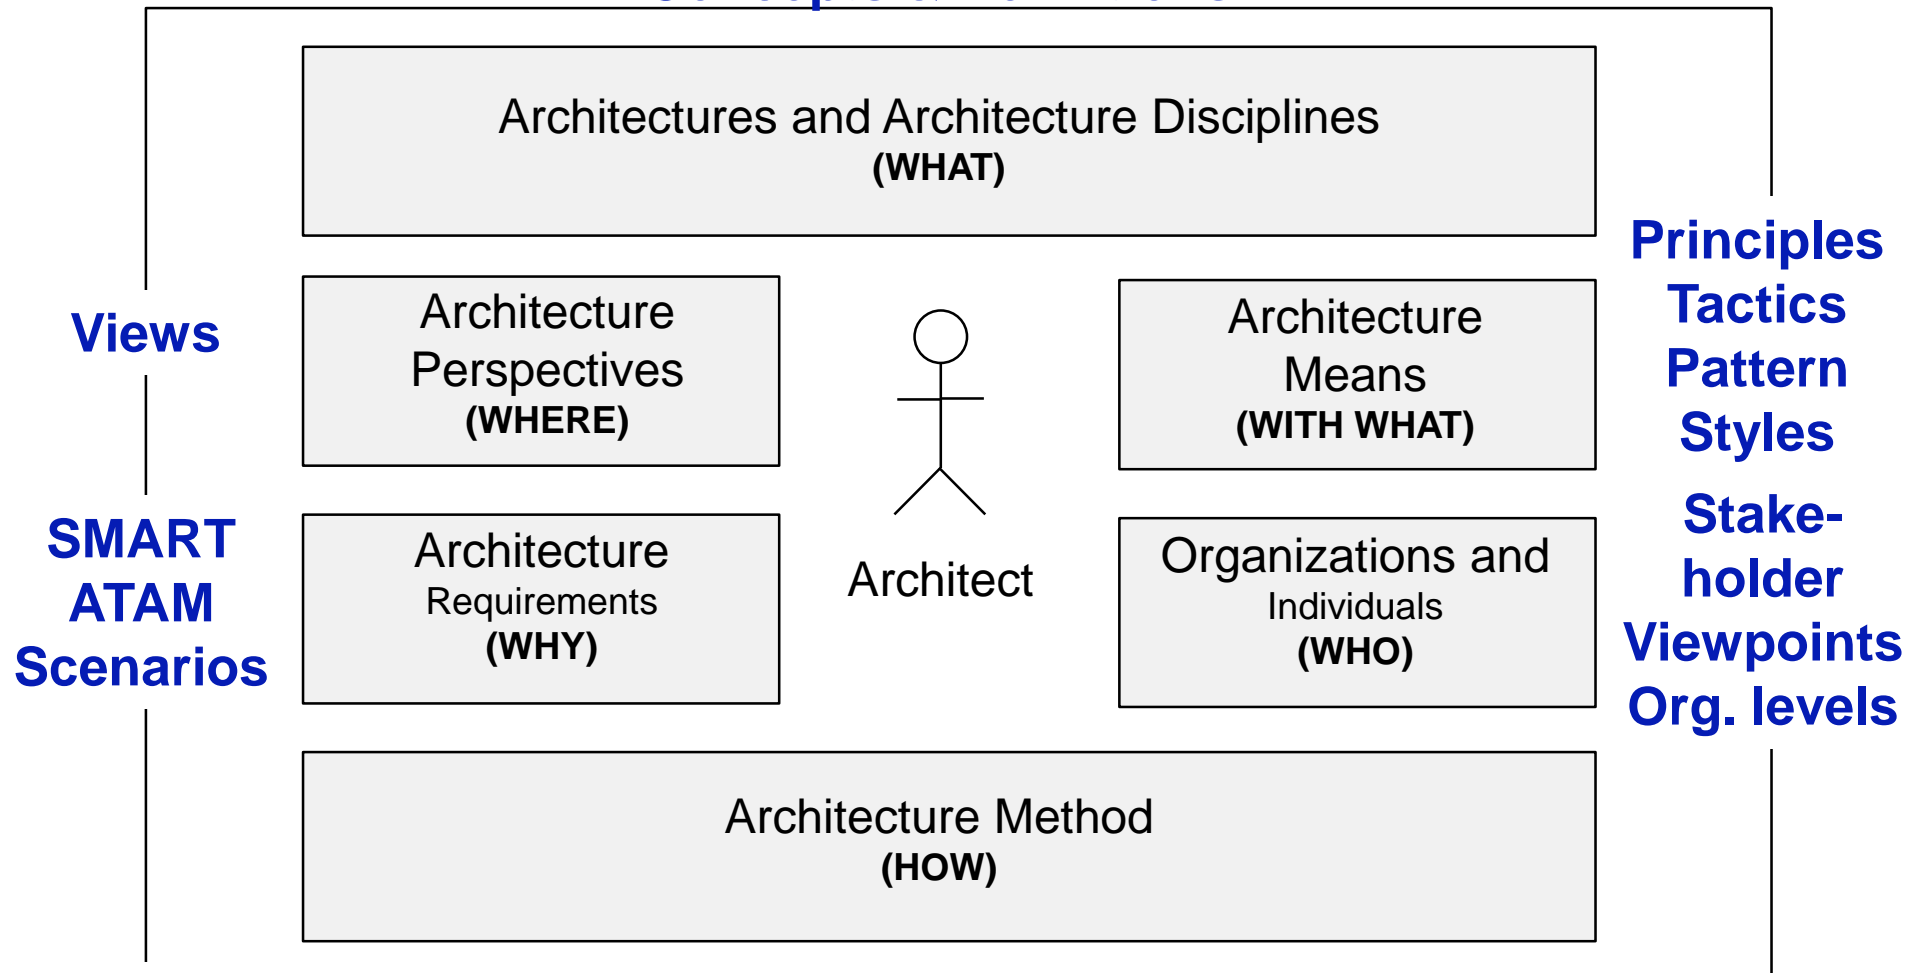 Architectures and Architecture Disciplines
(WHAT)
Views
Architecture
Perspectives
(WHERE)
Architecture
Means
(WITH WHAT)
Principles
Tactics
Pattern
Styles
SMART
ATAM
Scenarios
Architecture
Requirements
(WHY)
Architect
Organizations and
Individuals
(WHO)
Stake-
holder
Viewpoints
Org. levels
Architecture Method
(HOW)